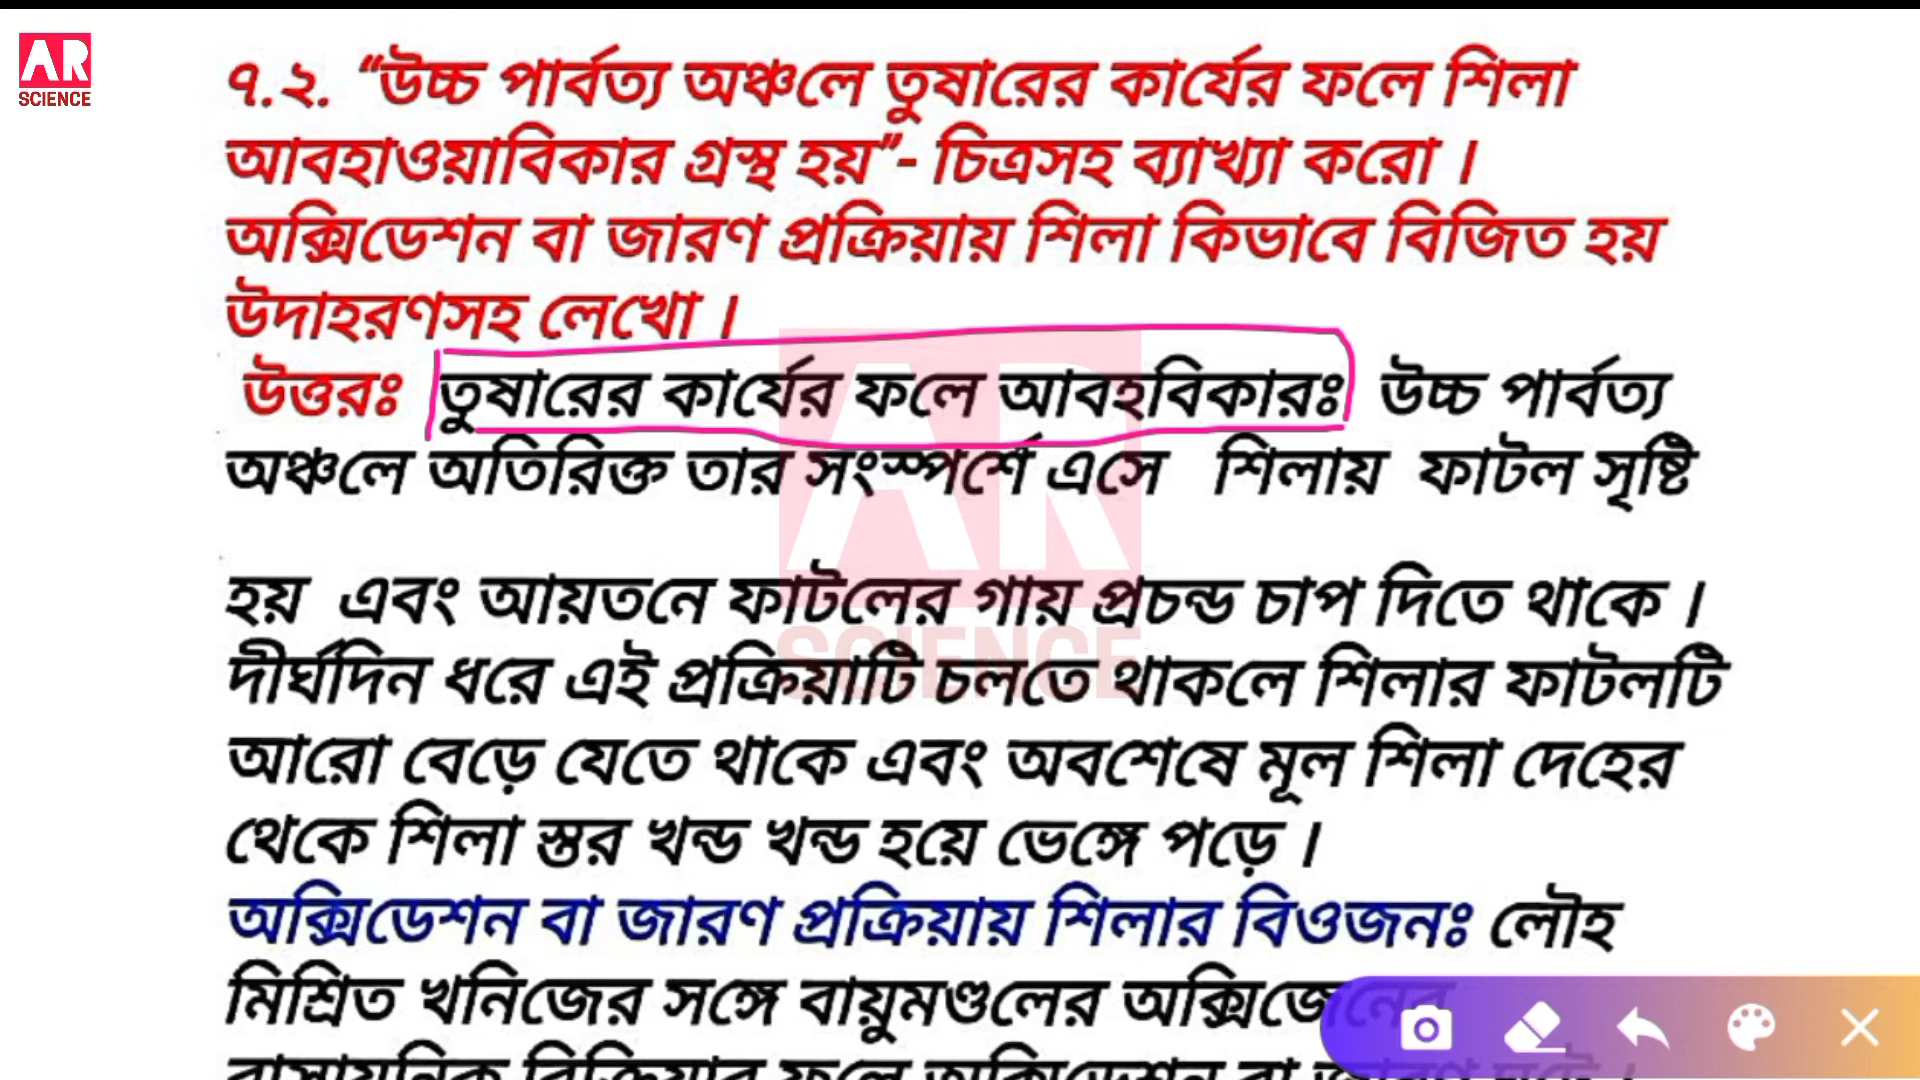 AR
SCIENCE
৭.২. “উচ্চ পার্বত্য অঞ্চলে তুষারের কার্যের ফলে শিলা
আবহাওয়াবিকার গ্রস্থ হয়”- চিত্রসহ ব্যাখ্যা করো ।
অক্সিডেশন বা জারণ প্রক্রিয়ায় শিলা কিভাবে বিজিত হয়
উদাহরণসহ লেখো ।
উত্তরঃ তুষারের কার্যের ফলে আবহবিকারঃ উচ্চ পার্বত্য
অঞ্চলে অতিরিক্ত তার সংস্পর্শে এসে শিলায় ফাটল সৃষ্টি
হয় এবং আয়তনে ফাটলের গায় প্রচন্ড চাপ দিতে থাকে ।
দীর্ঘদিন ধরে এই প্রক্রিয়াটি চলতে থাকলে শিলার ফাটলটি
আরো বেড়ে যেতে থাকে এবং অবশেষে মূল শিলা দেহের
থেকে শিলা স্তর খন্ড খন্ড হয়ে ভেঙ্গে পড়ে ।
অক্সিডেশন বা জারণ প্রক্রিয়ায় শিলার বিওজনঃ লৌহ
মিশ্রিত খনিজের সঙ্গে বায়ুমণ্ডলের অক্সিজেনের
রাসায়নিক বিক্রিয়ার ফলে অক্সিডেশন বা